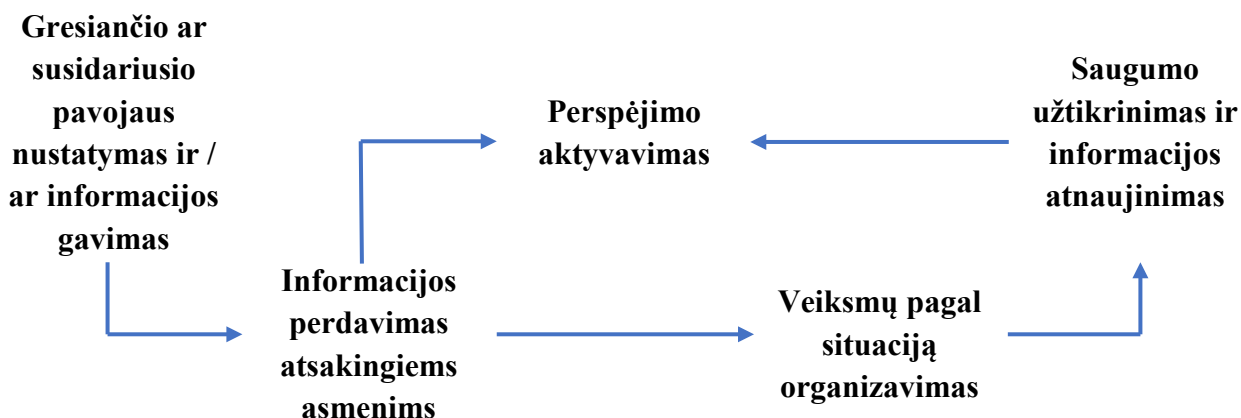 Gresiančio ar
susidariusio
pavojaus
nustatymas ir /
ar informacijos
gavimas
Informacijos
perdavimas
atsakingiems
asmenims
Perspėjimo
aktyvavimas
Veiksmų pagal
situaciją
organizavimas
Saugumo
užtikrinimas ir
informacijos
atnaujinimas